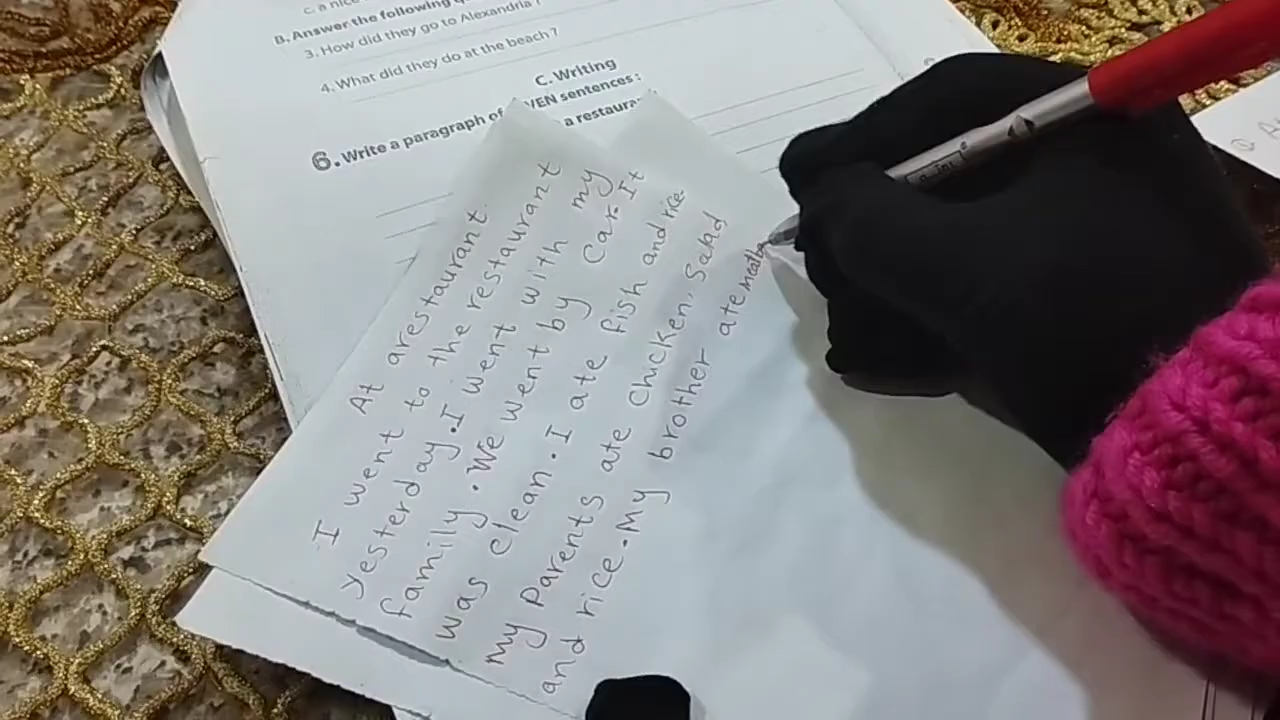 c. a nice
B. Answer the following
3. How did they go to Alexandria ?
4. What did they do at the beach ?
C. Writing
6. Write a paragraph of VEN sentences :
a restaurant
At arestaurant.
I went to the restaurant
yesterday. I went with my
family. We went by car. It
was clean. I ate fish and rice.
my parents ate chicken, Salad
and rice. My brother ate meat